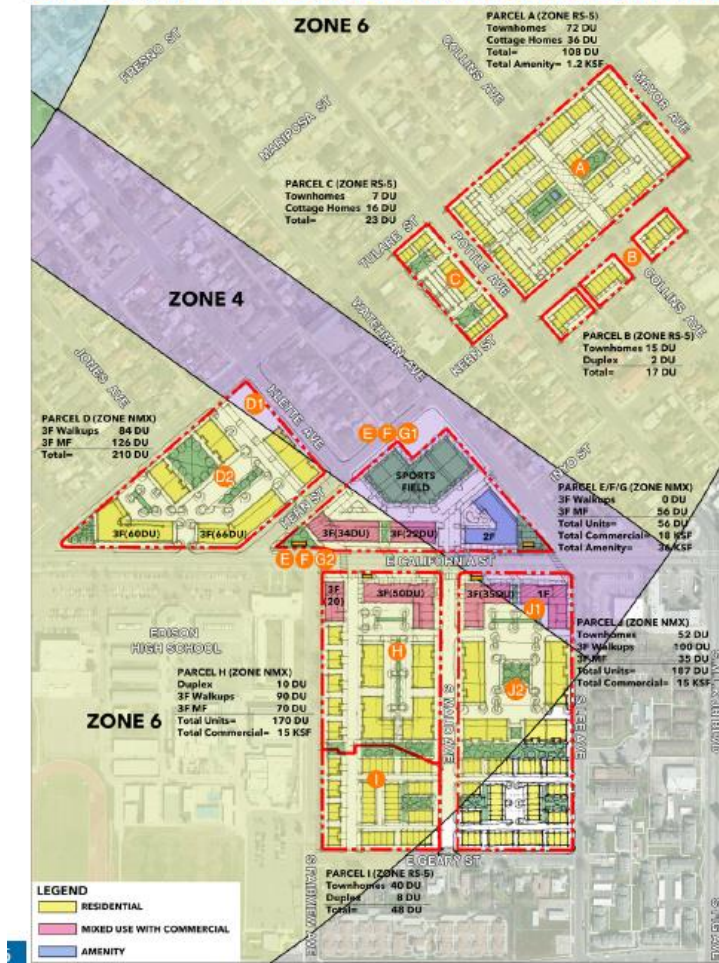 ZONE 6
PARCEL A (ZONE RS-5)
Townhomes 72 DU
Cottage Homes 36 DU
Total= 108 DU
Total Amenity= 1.2 KSF
FRESNO ST
COLLINS AVE
MARIPOSA ST
MAYOR AVE
A
PARCEL C (ZONE RS-5)
Townhomes 7 DU
Cottage Homes 16 DU
Total= 23 DU
TULARE ST
POTTLE AVE
C
B
COLLINS AVE
ZONE 4
WATERMAN AVE
KERN ST
PARCEL B (ZONE RS-5)
Townhomes 15 DU
Duplex 2 DU
Total= 17 DU
JONES AVE
KLETTE AVE
D1
PARCEL D (ZONE NMX)
3F Walkups 84 DU
3F MF 126 DU
Total= 210 DU
E F G1
D2
SPORTS
FIELD
INYO ST
PARCEL E/F/G (ZONE NMX)
3F Walkups 0 DU
3F MF 56 DU
Total Units= 56 DU
Total Commercial= 18 KSF
Total Amenity= 36 KSF
KERN ST
3F(60DU)
3F(66DU)
3F(34DU)
3F(22DU)
2F
E F G2
E CALIFORNIA ST
3F
(20)
3F(50DU)
3F(35DU)
1F
J1
EDISON
HIGH SCHOOL
H
PARCEL J (ZONE NMX)
Townhomes 52 DU
3F Walkups 100 DU
3F MF 35 DU
Total Units= 187 DU
Total Commercial= 15 KSF
J2
PARCEL H (ZONE NMX)
Duplex 10 DU
3F Walkups 90 DU
3F MF 70 DU
Total Units= 170 DU
Total Commercial= 15 KSF
ZONE 6
S LEE AVE
I
E GEARY ST
S FAIRVIEW AVE
PARCEL I (ZONE RS-5)
Townhomes 40 DU
Duplex 8 DU
Total= 48 DU
LEGEND
RESIDENTIAL
MIXED USE WITH COMMERCIAL
AMENITY